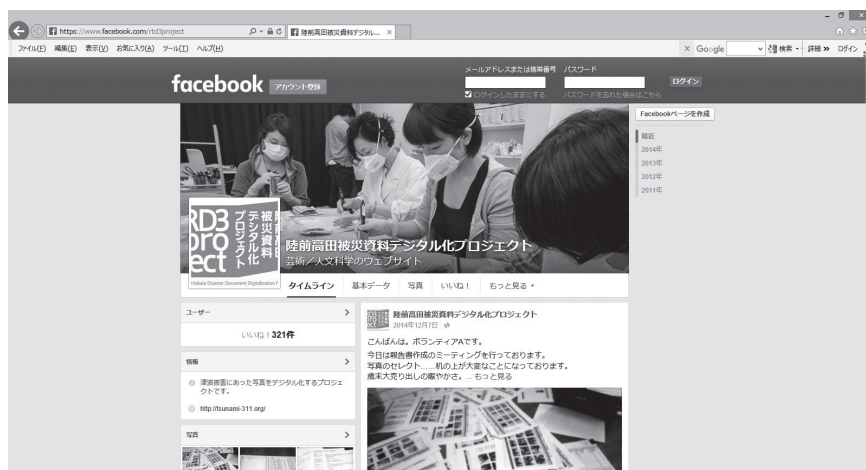 https://www.facebook.com/rtd3project
陸前高田被災資料デジタル...
ファイル(F) 編集(E) 表示(V) お気に入り(A) ツール(T) ヘルプ(H)
Google 検索 詳細 ログイン
facebook アカウント登録
メールアドレスまたは携帯電話番号 パスワード
ログイン
ログインしたままにする パスワードを忘れた場合はこちら
Facebookページを作成
最近
2014年
2013年
2012年
2011年
RD3
pro
ject
被災資料
デジタル化
プロジェクト
Disaster Document Digitalization
陸前高田被災資料デジタル化プロジェクト
芸術/人文科学のウェブサイト
タイムライン 基本データ 写真 いいね! もっと見る
ユーザー
いいね!321件
情報
津波被害にあった写真をデジタル化するプロジェクトです。
http://tsunami-311.org/
写真
陸前高田被災資料デジタル化プロジェクト
2014年12月7日
こんばんは。ボランティアAです。
今日は報告書作成のミーティングを行っております。
写真のセレクト……机の上が大変なことになっております。
歳末大売り出しの賑やかさ。... もっと見る